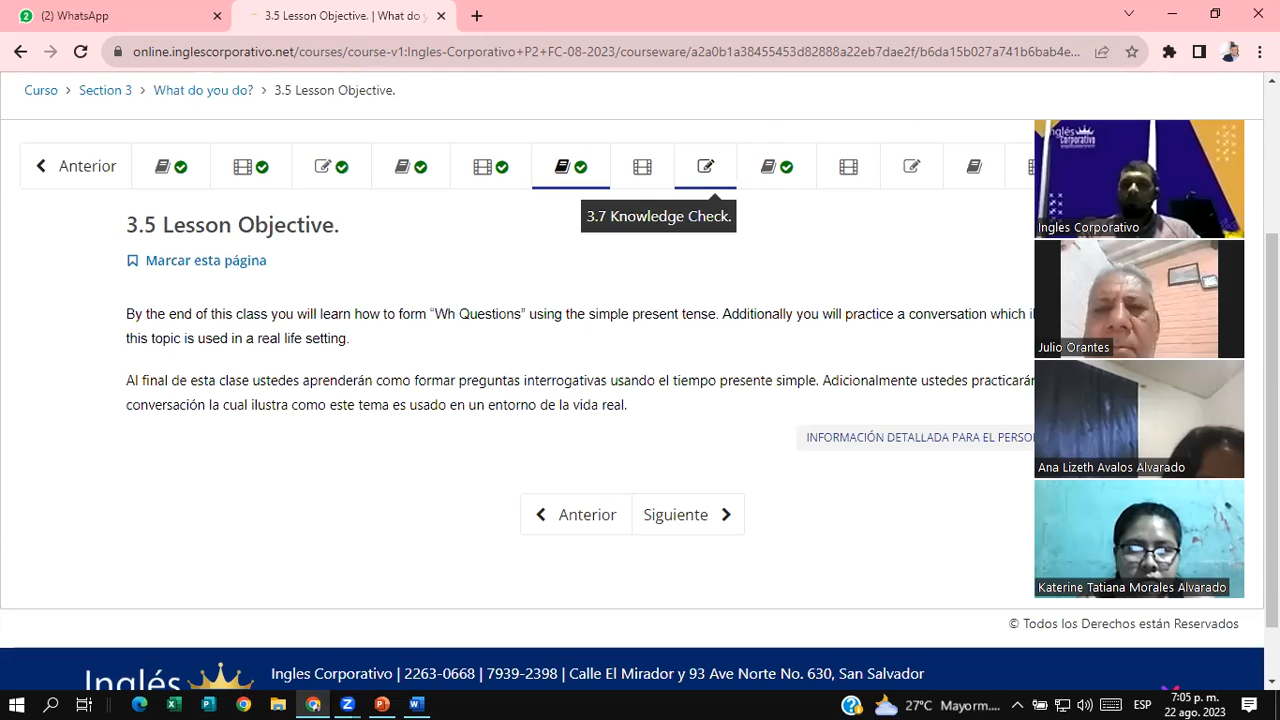 (2) WhatsApp
3.5 Lesson Objective. | What do y
online.inglescorporativo.net/courses/course-v1:Ingles-Corporativo+P2+FC-08-2023/courseware/a2a0b1a38455453d82888a22eb7dae2f/b6da15b027a741b6bab4e...
Curso > Section 3 > What do you do? > 3.5 Lesson Objective.
Anterior
3.7 Knowledge Check.
3.5 Lesson Objective.
Marcar esta página
By the end of this class you will learn how to form “Wh Questions” using the simple present tense. Additionally you will practice a conversation which il
this topic is used in a real life setting.
Al final de esta clase ustedes aprenderán como formar preguntas interrogativas usando el tiempo presente simple. Adicionalmente ustedes practicarán
conversación la cual ilustra como este tema es usado en un entorno de la vida real.
INFORMACIÓN DETALLADA PARA EL PERSO
Anterior
Siguiente
Inglés Corporativo
Ingles Corporativo
Julio Orantes
Ana Lizeth Avalos Alvarado
Katerine Tatiana Morales Alvarado
© Todos los Derechos están Reservados
Inglés
Ingles Corporativo | 2263-0668 | 7939-2398 | Calle El Mirador y 93 Ave Norte No. 630, San Salvador
27°C Mayorm....
ESP
7:05 p. m.
22 ago. 2023